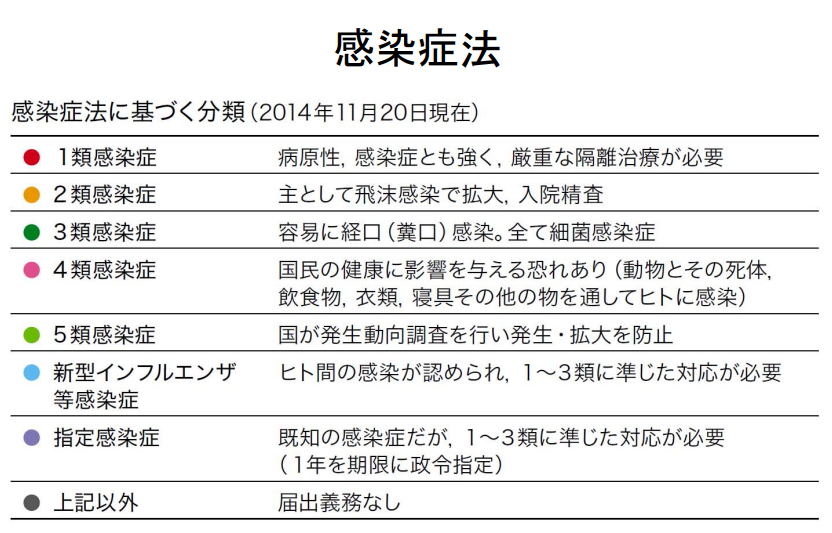 感染症法
感染症法に基づく分類（2014年11月20日現在）
1類感染症 病原性, 感染症とも強く, 厳重な隔離治療が必要
2類感染症 主として飛沫感染で拡大, 入院精査
3類感染症 容易に経口（糞口）感染。全て細菌感染症
4類感染症 国民の健康に影響を与える恐れあり（動物とその死体,
飲食物, 衣類, 寝具その他の物を通してヒトに感染）
5類感染症 国が発生動向調査を行い発生・拡大を防止
新型インフルエンザ ヒト間の感染が認められ, 1～3類に準じた対応が必要
等感染症
指定感染症 既知の感染症だが, 1～3類に準じた対応が必要
（1年を期限に政令指定）
上記以外 届出義務なし